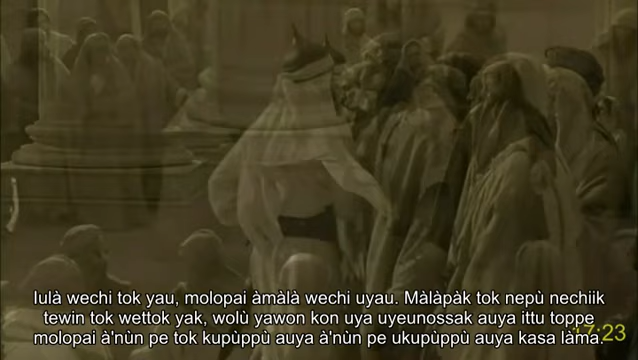 Iulà wechi tok yau, molopai àmàlà wechi uyau. Màlàpàk tok nepù nechiik
tewin tok wettok yak, wolù yawon kon uya uyeunossak auya ittu toppe
molopai à'nùn pe tok kupùppù auya à'nùn pe ukupùppù auya kasa làma.
17:23